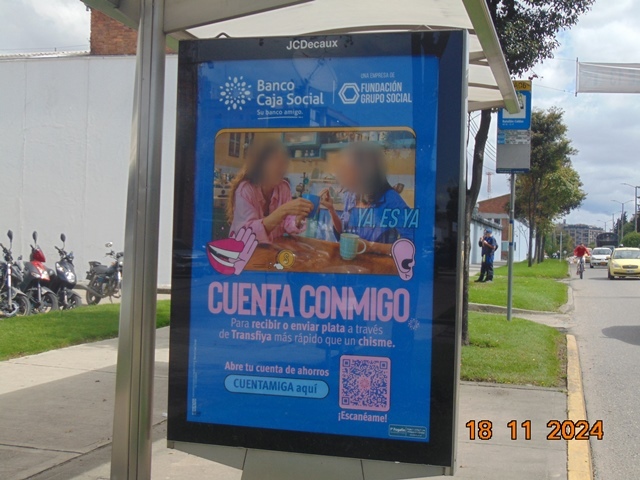 JCDecaux
Banco
Caja Social
Su banco amigo.
UNA EMPRESA DE
FUNDACIÓN
GRUPO SOCIAL
YA, ES YA
CUENTA CONMIGO
Para recibir o enviar plata a través
de Transfiya más rápido que un chisme.
Abre tu cuenta de ahorros
CUENTAMIGA aquí
¡Escanéame!
18 11 2024